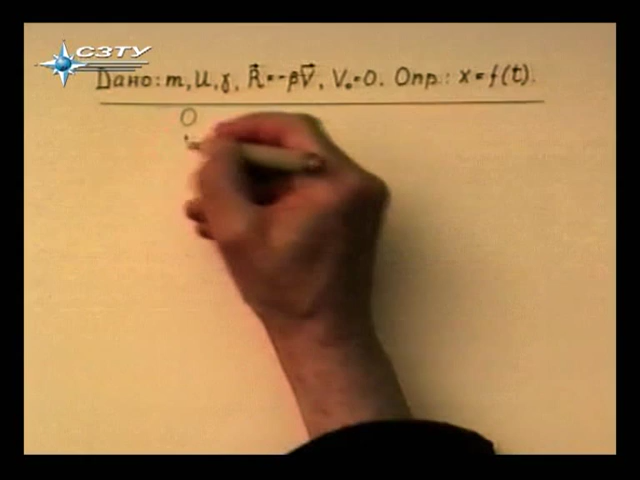 СЗТУ
Дано: m, U, γ, R⃗ = -βV⃗, V₀=0. Опр.: x = f(t).
O